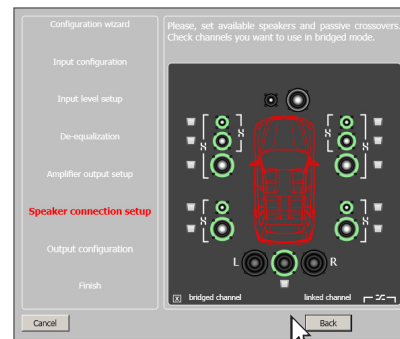 Configuration wizard
Input configuration
Input level setup
De-equalization
Amplifier output setup
Speaker connection setup
Output configuration
Finish
Please, set available speakers and passive crossovers.
Check channels you want to use in bridged mode.
L R
x bridged channel linked channel
Cancel
Back